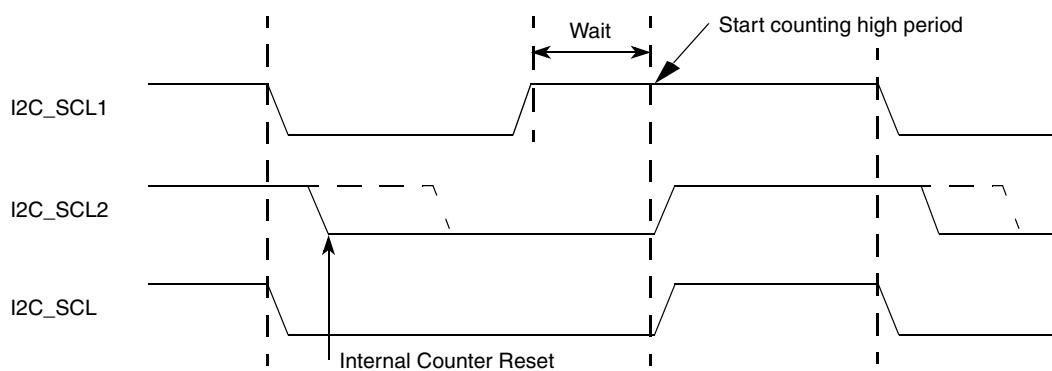 Wait
Start counting high period
I2C_SCL1
I2C_SCL2
I2C_SCL
Internal Counter Reset